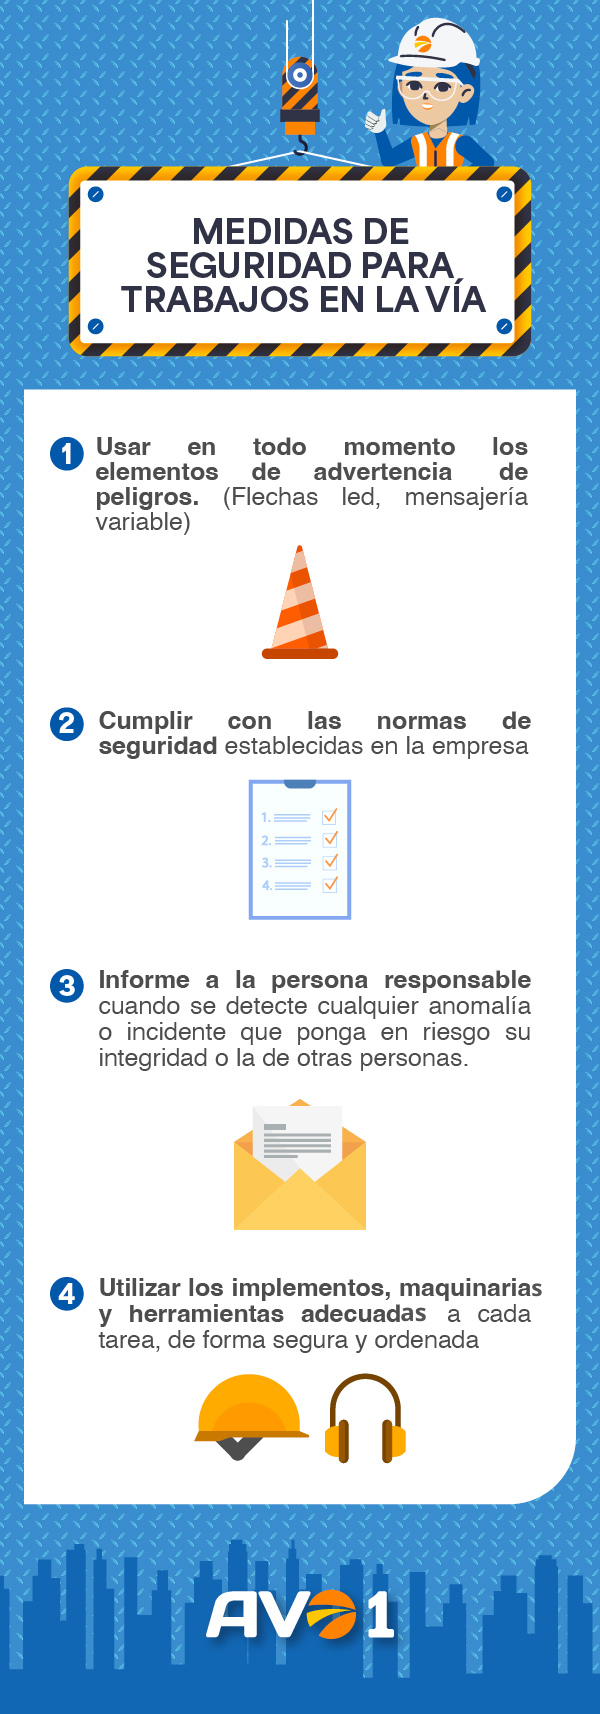 MEDIDAS DE
SEGURIDAD PARA
TRABAJOS EN LA VÍA
1 Usar en todo momento los
elementos de advertencia de
peligros. (Flechas led, mensajería
variable)
2 Cumplir con las normas de
seguridad establecidas en la empresa
1.
2.
3.
4.
3 Informe a la persona responsable
cuando se detecte cualquier anomalía
o incidente que ponga en riesgo su
integridad o la de otras personas.
4 Utilizar los implementos, maquinarias
y herramientas adecuadas a cada
tarea, de forma segura y ordenada
AVO1